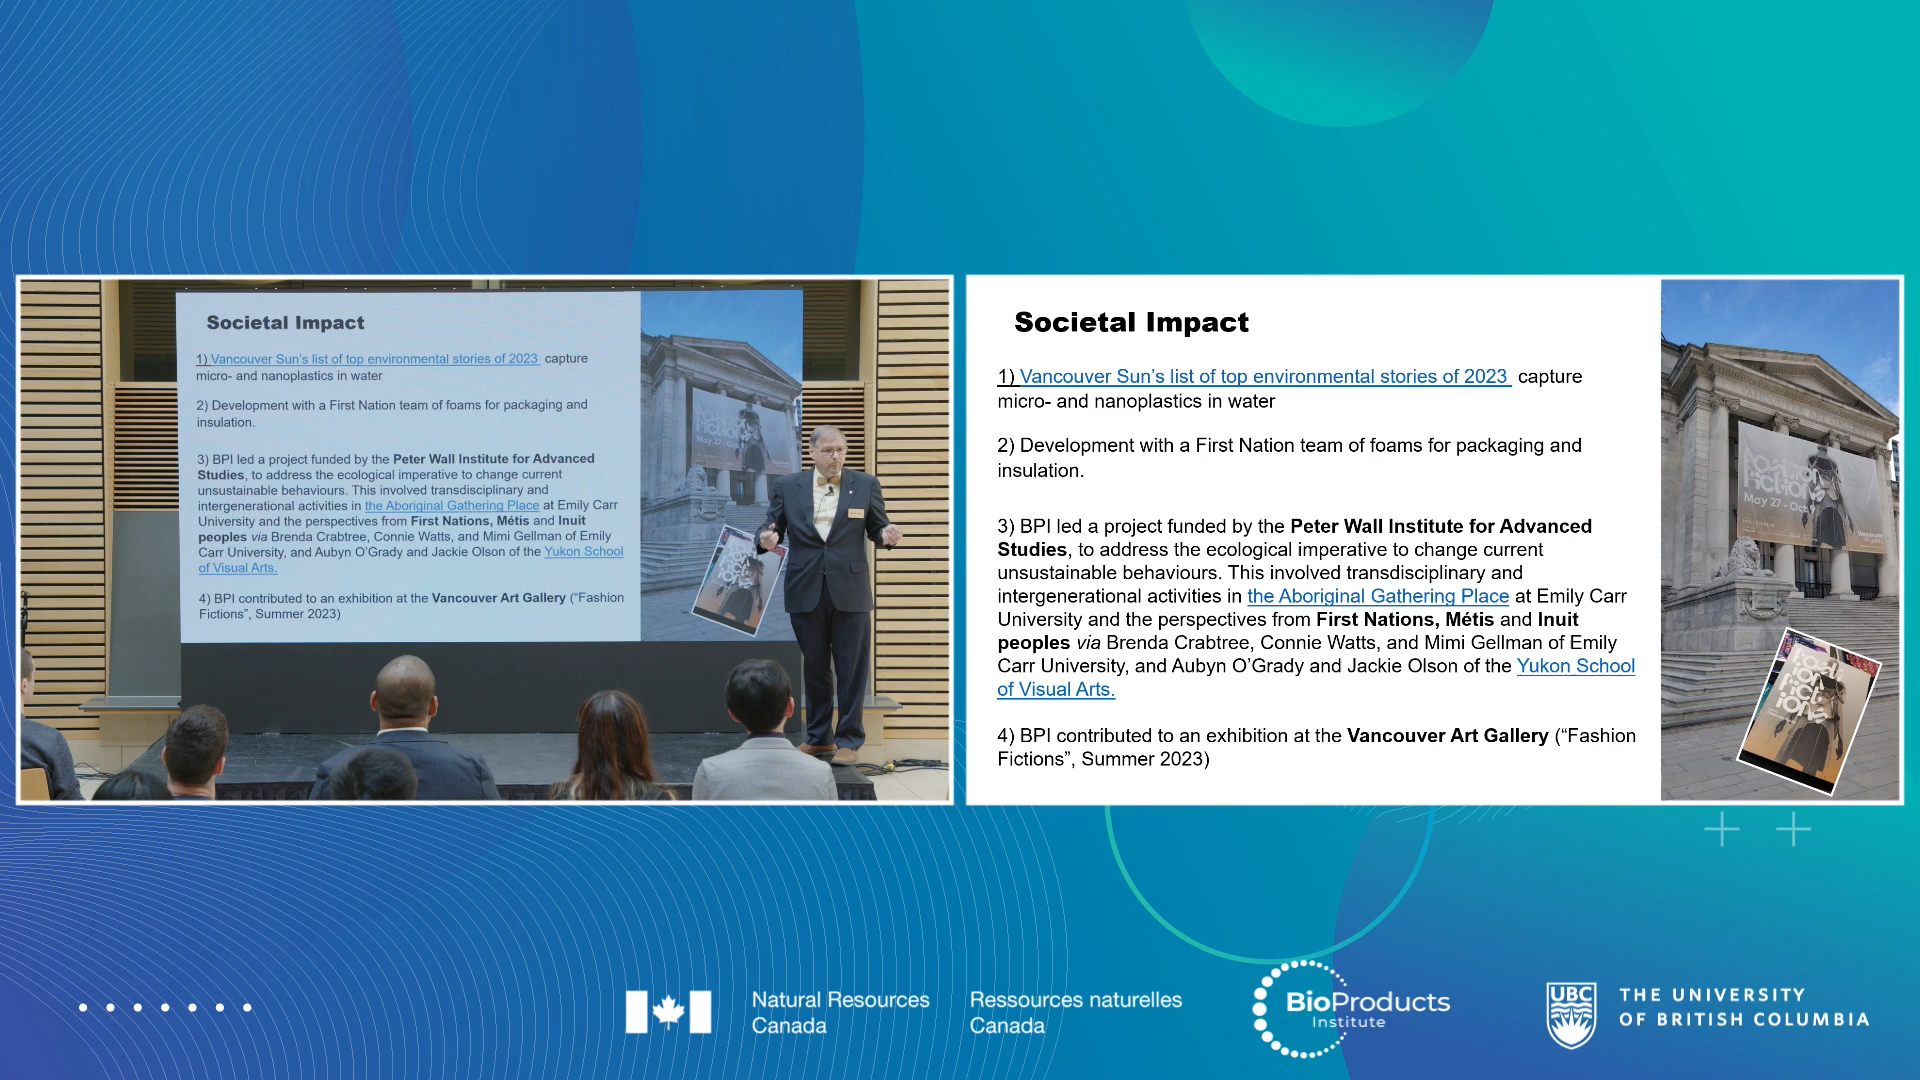 Societal Impact
1) Vancouver Sun's list of top environmental stories of 2023  capture
micro- and nanoplastics in water
2) Development with a First Nation team of foams for packaging and
insulation.
3) BPI led a project funded by the Peter Wall Institute for Advanced
Studies, to address the ecological imperative to change current
unsustainable behaviours. This involved transdisciplinary and
intergenerational activities in the Aboriginal Gathering Place at Emily Carr
University and the perspectives from First Nations, Métis and Inuit
peoples via Brenda Crabtree, Connie Watts, and Mimi Gellman of Emily
Carr University, and Aubyn O'Grady and Jackie Olson of the Yukon School
of Visual Arts.
4) BPI contributed to an exhibition at the Vancouver Art Gallery (“Fashion
Fictions”, Summer 2023)
Societal Impact
1) Vancouver Sun’s list of top environmental stories of 2023  capture
micro- and nanoplastics in water
2) Development with a First Nation team of foams for packaging and
insulation.
3) BPI led a project funded by the Peter Wall Institute for Advanced
Studies, to address the ecological imperative to change current
unsustainable behaviours. This involved transdisciplinary and
intergenerational activities in the Aboriginal Gathering Place at Emily Carr
University and the perspectives from First Nations, Métis and Inuit
peoples via Brenda Crabtree, Connie Watts, and Mimi Gellman of Emily
Carr University, and Aubyn O’Grady and Jackie Olson of the Yukon School
of Visual Arts.
4) BPI contributed to an exhibition at the Vancouver Art Gallery (“Fashion
Fictions”, Summer 2023)
May 27 - Oct 9
Natural Resources
Canada
Ressources naturelles
Canada
BioProducts
Institute
UBC
THE UNIVERSITY
OF BRITISH COLUMBIA